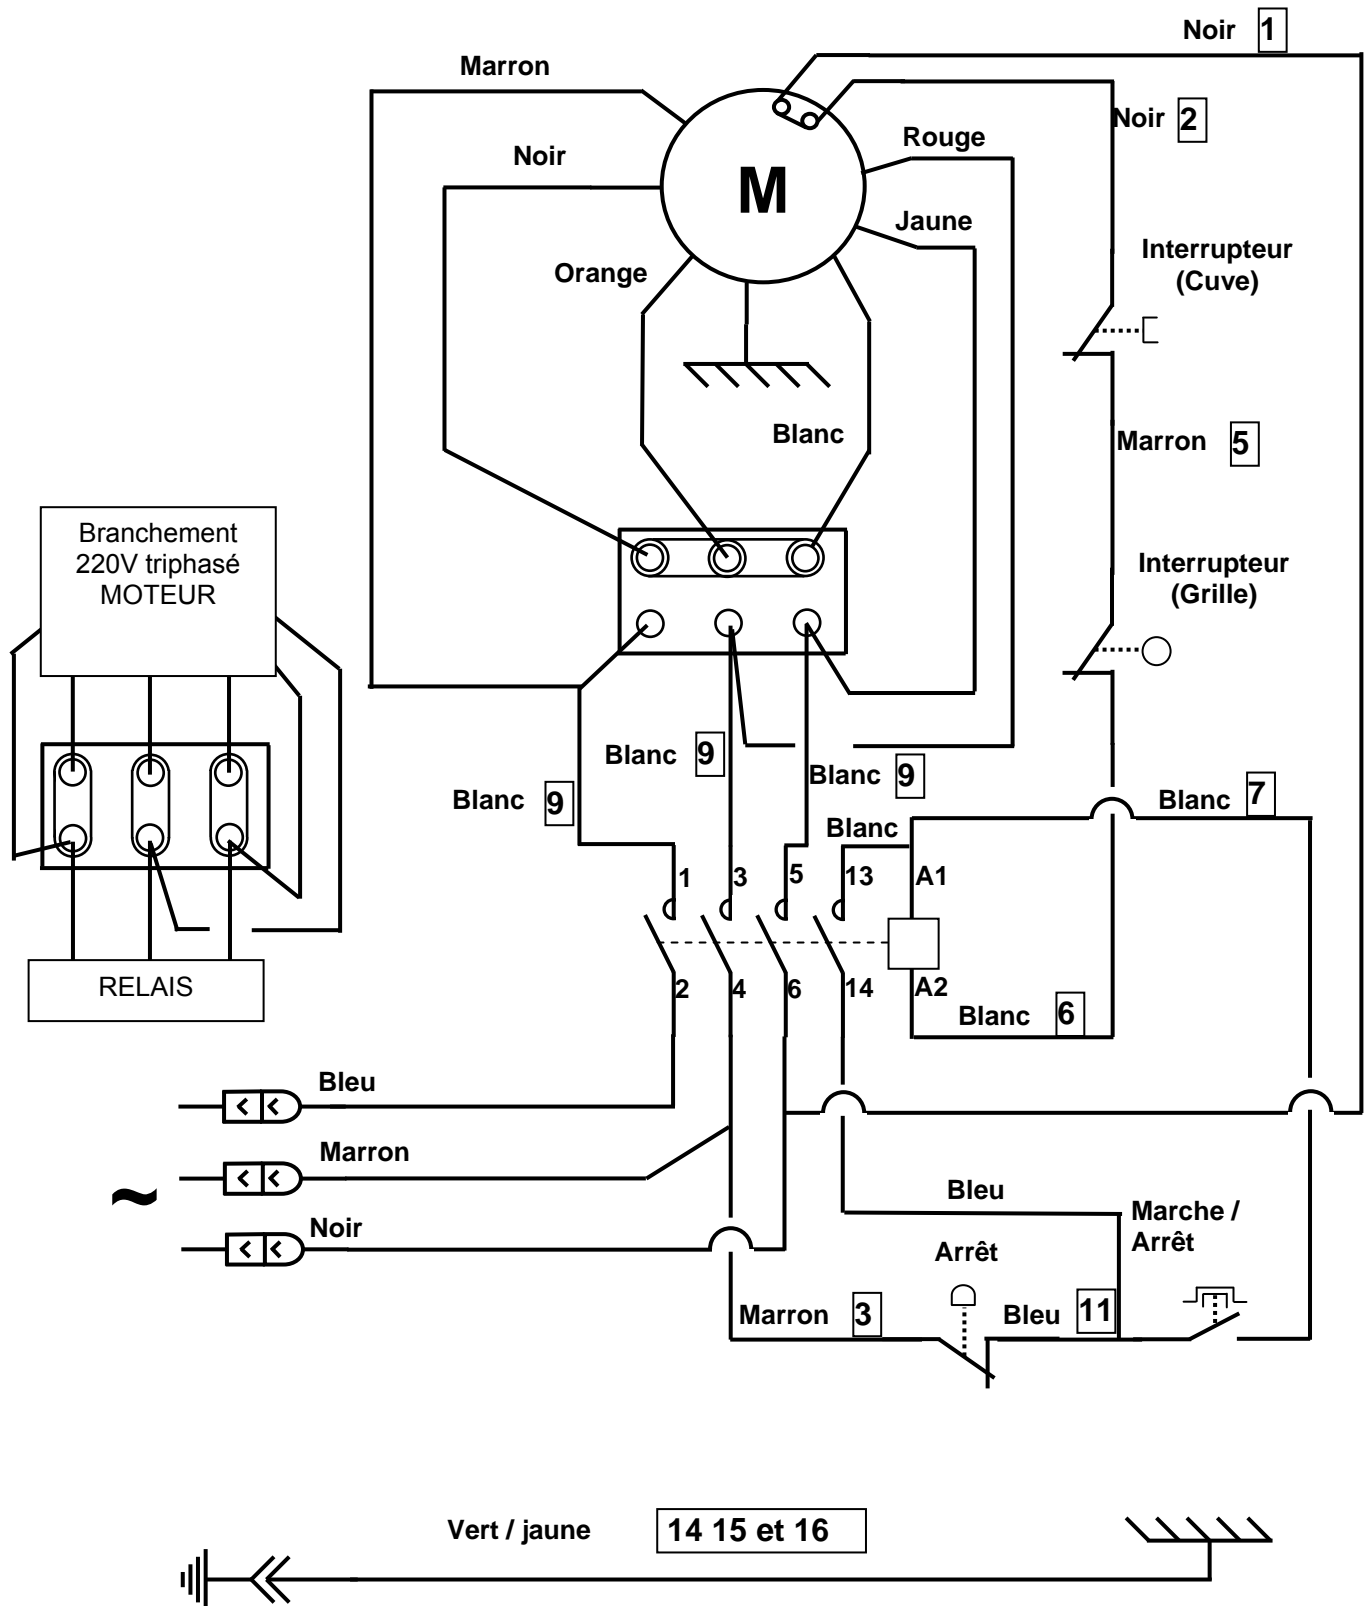 Noir 1
Marron
Noir 2
Rouge
Noir
M
Jaune
Interrupteur
(Cuve)
Orange
Blanc
Marron 5
Branchement
220V triphasé
MOTEUR
Interrupteur
(Grille)
Blanc 9
Blanc 9
Blanc 9
Blanc 7
Blanc
1 3 5 13 A1
RELAIS
2 4 6 14 A2
Blanc 6
Bleu
Marron
~
Noir
Bleu
Marche /
Arrêt
Arrêt
Marron 3
Bleu 11
Vert / jaune 14 15 et 16